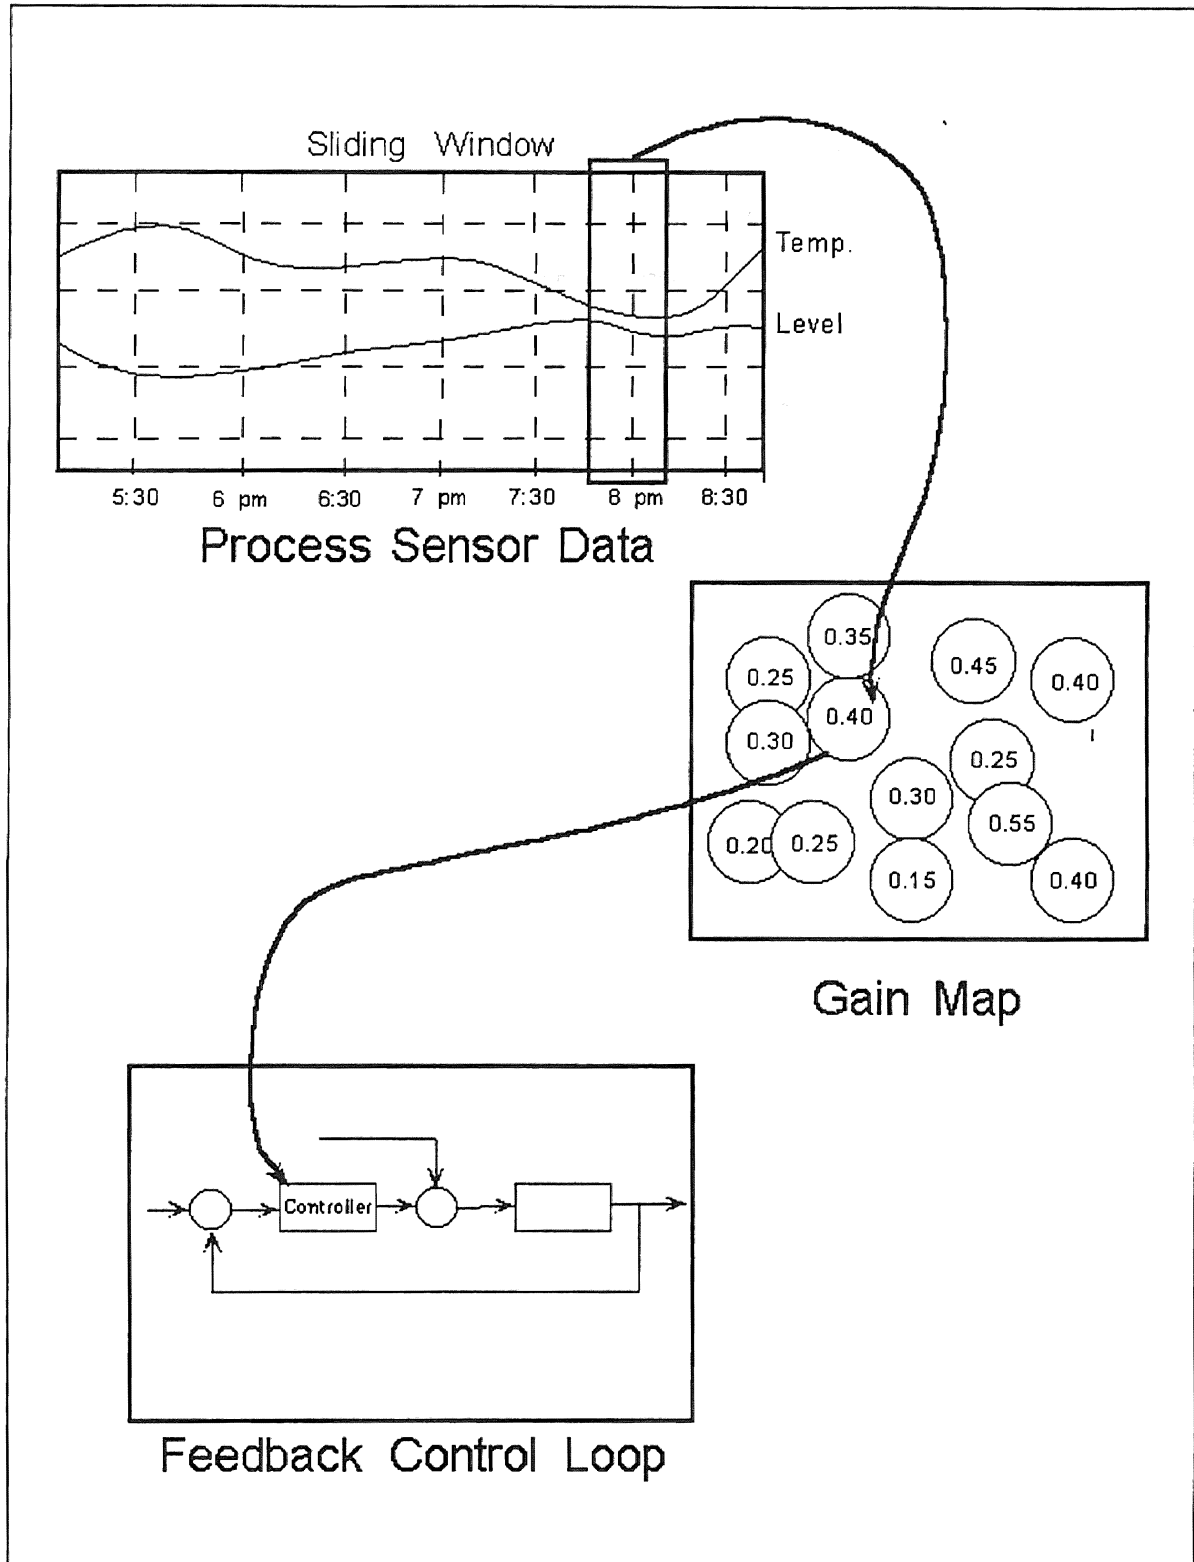 Sliding Window
Temp.
Level
5:30 6 pm 6:30 7 pm 7:30 8 pm 8:30
Process Sensor Data
0.35
0.45
0.25
0.40
0.40
0.30
0.25
0.30
0.55
0.20
0.25
0.15
0.40
Gain Map
Controller
Feedback Control Loop